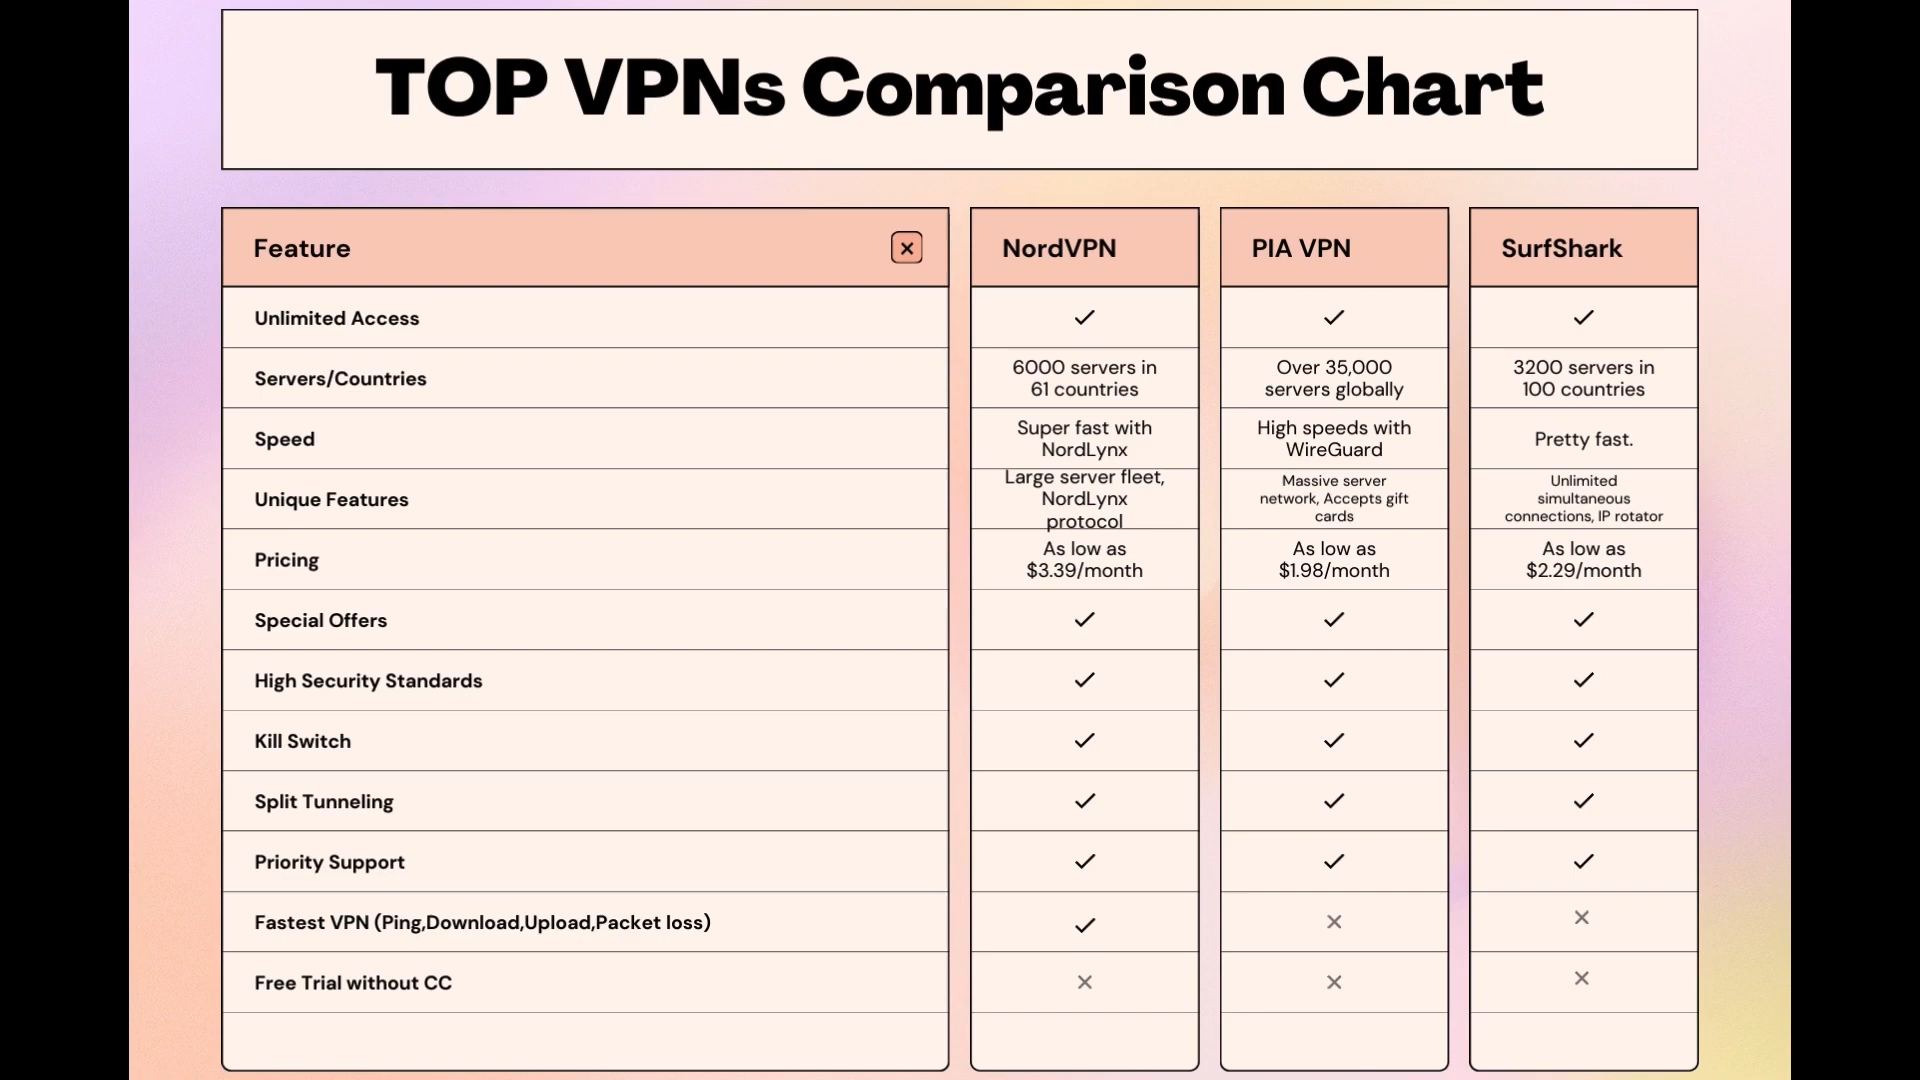 TOP VPNs Comparison Chart
Feature
NordVPN
PIA VPN
SurfShark
Unlimited Access
✓
✓
✓
Servers/Countries
6000 servers in
61 countries
Over 35,000
servers globally
3200 servers in
100 countries
Speed
Super fast with
NordLynx
High speeds with
WireGuard
Pretty fast.
Unique Features
Large server fleet,
NordLynx
protocol
Massive server
network, Accepts gift
cards
Unlimited
simultaneous
connections, IP rotator
Pricing
As low as
$3.39/month
As low as
$1.98/month
As low as
$2.29/month
Special Offers
✓
✓
✓
High Security Standards
✓
✓
✓
Kill Switch
✓
✓
✓
Split Tunneling
✓
✓
✓
Priority Support
✓
✓
✓
Fastest VPN (Ping,Download,Upload,Packet loss)
✓
✕
✕
Free Trial without CC
✕
✕
✕